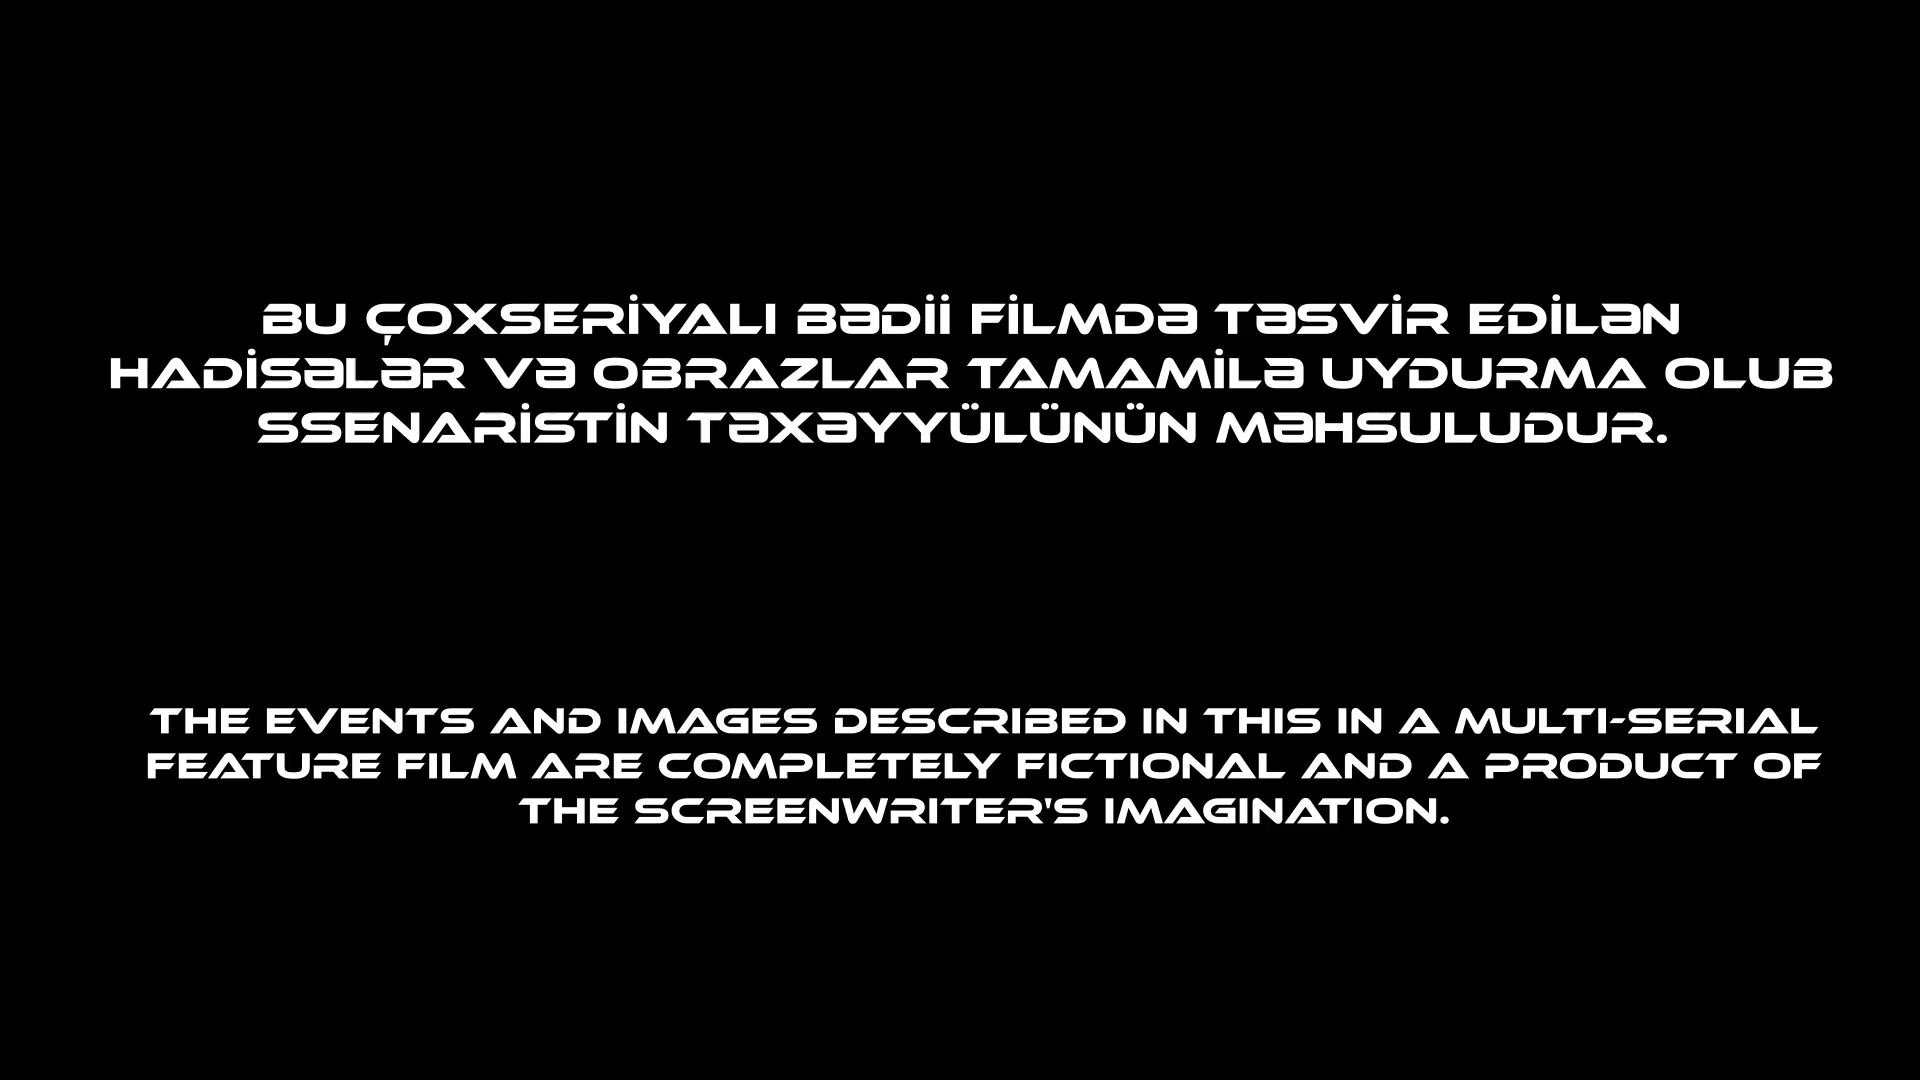 BU ÇOXSERİYALI BƏDİİ FİLMDƏ TƏSVİR EDİLƏN
HADİSƏLƏR VƏ OBRAZLAR TAMAMİLƏ UYDURMA OLUB
SSENARİSTİN TƏXƏYYÜLÜNÜN MƏHSULUDUR.
THE EVENTS AND IMAGES DESCRIBED IN THIS IN A MULTI-SERIAL
FEATURE FILM ARE COMPLETELY FICTIONAL AND A PRODUCT OF
THE SCREENWRITER'S IMAGINATION.